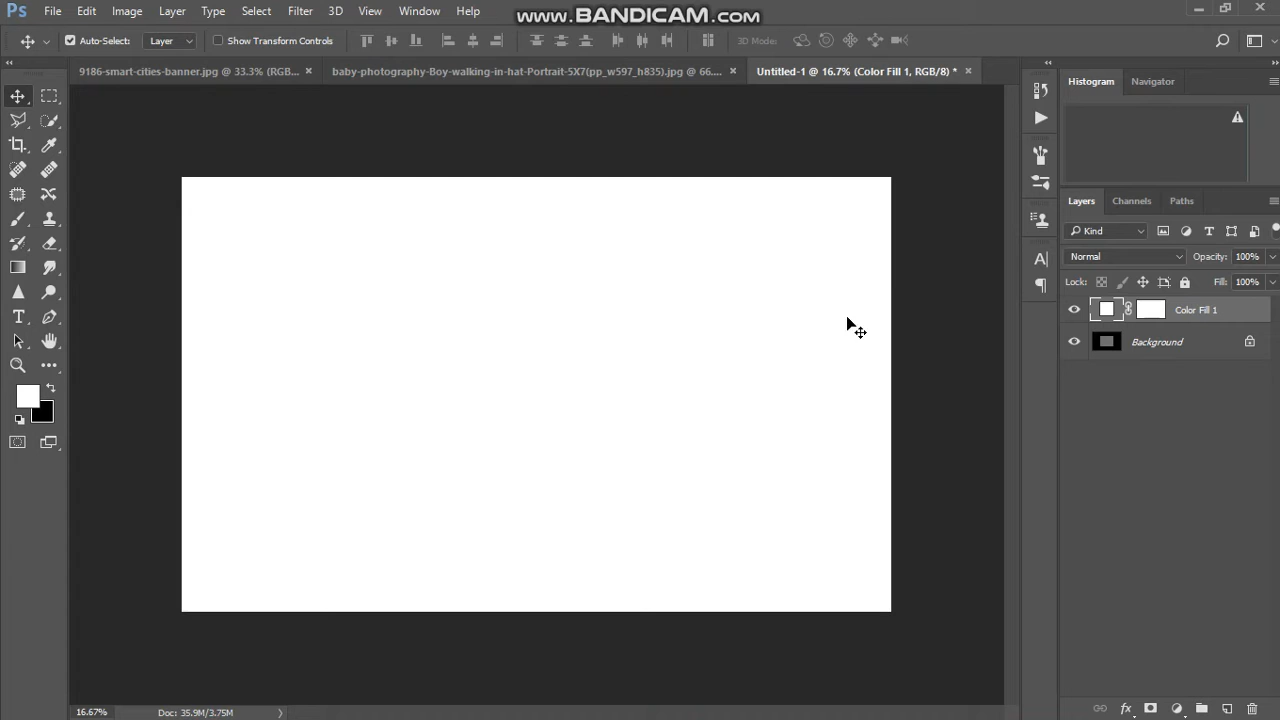 www.BANDICAM.com
Ps File Edit Image Layer Type Select Filter 3D View Window Help
Auto-Select: Layer Show Transform Controls 3D Mode:
9186-smart-cities-banner.jpg @ 33.3% (RGB... × baby-photography-Boy-walking-in-hat-Portrait-5X7(pp_w597_h835).jpg @ 66.... × Untitled-1 @ 16.7% (Color Fill 1, RGB/8) * ×
Histogram Navigator
Layers Channels Paths
Kind
Normal Opacity: 100%
Lock: Fill: 100%
Color Fill 1
Background
16.67% Doc: 35.9M/3.75M